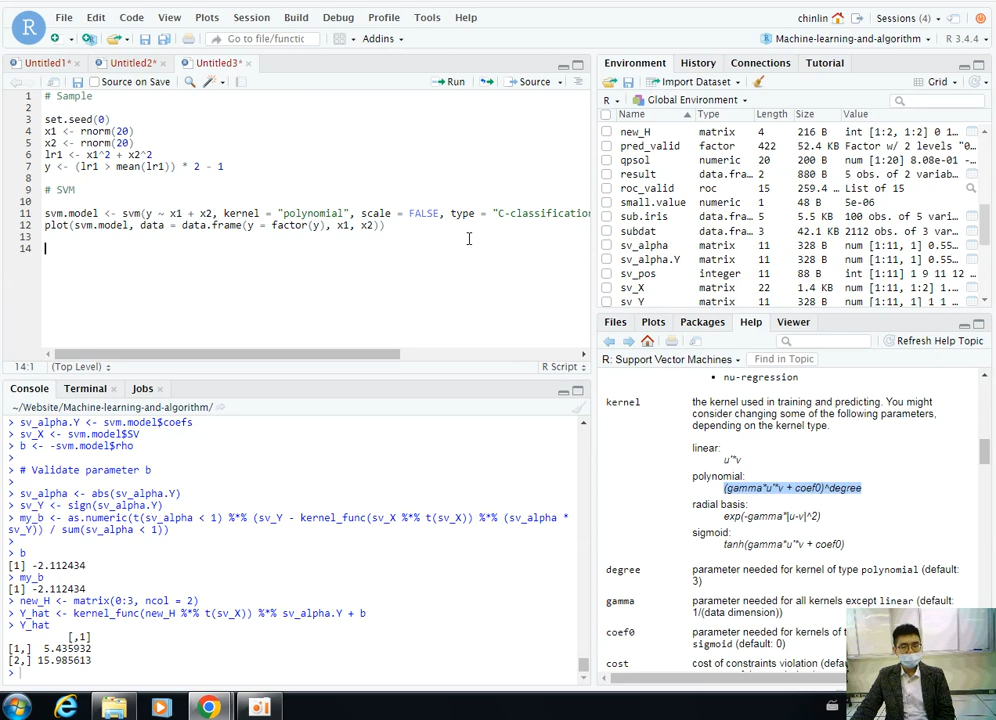 File Edit Code View Plots Session Build Debug Profile Tools Help
chinlin Sessions (4)
Go to file/functic Addins
Machine-learning-and-algorithm R 3.4.4
Untitled1* Untitled2* Untitled3*
Source on Save Run Source
1 # Sample
2
3 set.seed(0)
4 x1 <- rnorm(20)
5 x2 <- rnorm(20)
6 lr1 <- x1^2 + x2^2
7 y <- (lr1 > mean(lr1)) * 2 - 1
8
9 # SVM
10
11 svm.model <- svm(y ~ x1 + x2, kernel = "polynomial", scale = FALSE, type = "C-classification
12 plot(svm.model, data = data.frame(y = factor(y), x1, x2))
13
14
14:1 (Top Level) R Script
Console Terminal Jobs
~/Website/Machine-learning-and-algorithm/
> sv_alpha.Y <- svm.model$coefs
> sv_X <- svm.model$SV
> b <- -svm.model$rho
>
> # Validate parameter b
>
> sv_alpha <- abs(sv_alpha.Y)
> sv_Y <- sign(sv_alpha.Y)
> my_b <- as.numeric(t(sv_alpha < 1) %*% (sv_Y - kernel_func(sv_X %*% t(sv_X)) %*% (sv_alpha *
sv_Y)) / sum(sv_alpha < 1))
>
> b
[1] -2.112434
> my_b
[1] -2.112434
> new_H <- matrix(0:3, ncol = 2)
> Y_hat <- kernel_func(new_H %*% t(sv_X)) %*% sv_alpha.Y + b
> Y_hat
[,1]
[1,] 5.435932
[2,] 15.985613
>
Environment History Connections Tutorial
Import Dataset Grid
R Global Environment
Name Type Length Size Value
new_H matrix 4 216 B int [1:2, 1:2] 0 1…
pred_valid factor 422 52.4 KB Factor w/ 2 levels "0…
qpsol numeric 20 200 B num [1:20] 8.08e-01 -…
result data.fra… 2 880 B 5 obs. of 2 variab…
roc_valid roc 15 259.4 … List of 15
small.value numeric 1 48 B 5e-06
sub.iris data.fra… 5 5.5 KB 100 obs. of 5 vari…
subdat data.fra… 3 42.1 KB 2112 obs. of 3 var…
sv_alpha matrix 11 328 B num [1:11, 1] 0.55…
sv_alpha.Y matrix 11 328 B num [1:11, 1] 0.55…
sv_pos integer 11 88 B int [1:11] 1 9 11 12 …
sv_X matrix 22 1.4 KB num [1:11, 1:2] 1.…
sv_Y matrix 11 328 B num [1:11, 1] 1 1 …
Files Plots Packages Help Viewer
Refresh Help Topic
R: Support Vector Machines Find in Topic
• nu-regression
kernel the kernel used in training and predicting. You might
consider changing some of the following parameters,
depending on the kernel type.
linear:
u'*v
polynomial:
(gamma*u'*v + coef0)^degree
radial basis:
exp(-gamma*|u-v|^2)
sigmoid:
tanh(gamma*u'*v + coef0)
degree parameter needed for kernel of type polynomial (default:
3)
gamma parameter needed for all kernels except linear (default:
1/(data dimension))
coef0 parameter needed for kernels of
sigmoid (default: 0)
cost cost of constraints violation (defa